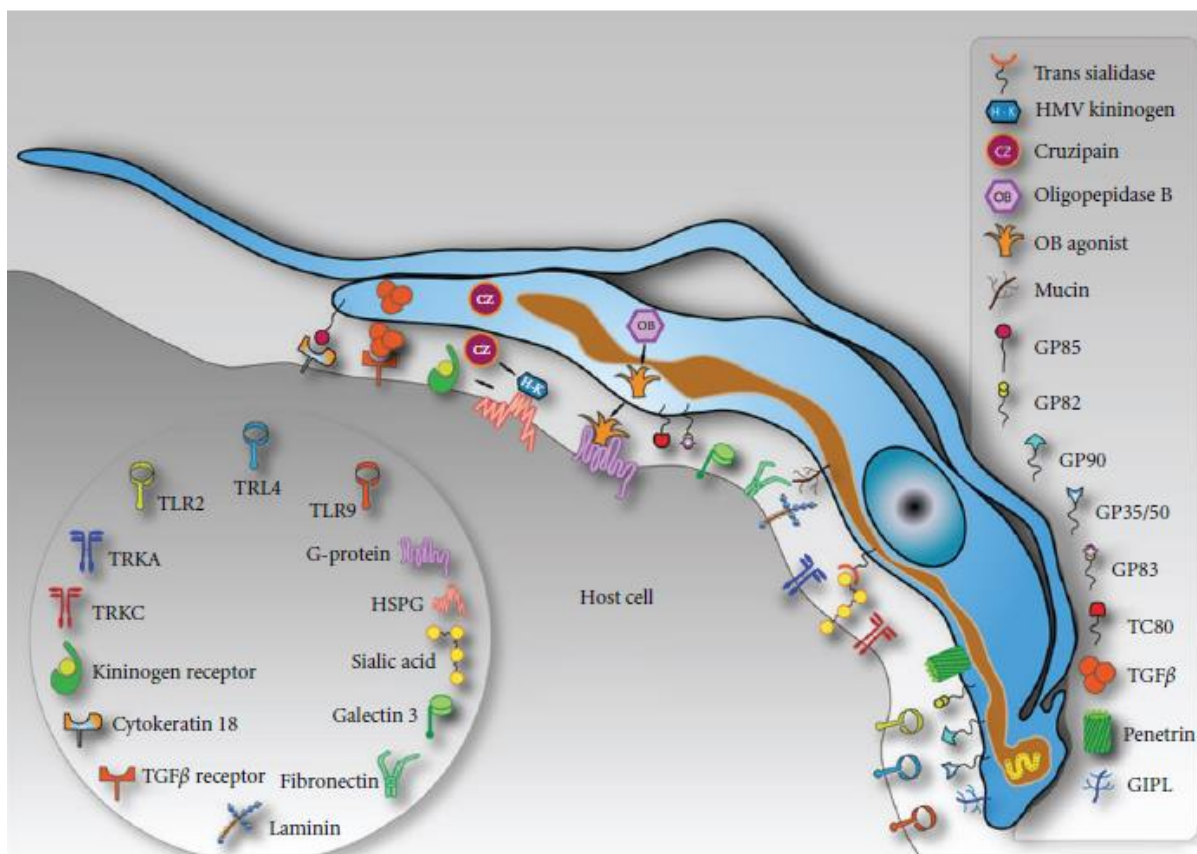 Trans sialidase
H-K
HMV kininogen
CZ
Cruzipain
OB
Oligopepidase B
OB agonist
Mucin
GP85
GP82
GP90
GP35/50
GP83
TC80
TGFβ
Penetrin
GIPL
CZ
OB
CZ
H-K
Host cell
TRL4
TLR2
TLR9
TRKA
G-protein
TRKC
HSPG
Sialic acid
Kininogen receptor
Galectin 3
Cytokeratin 18
TGFβ receptor
Fibronectin
Laminin